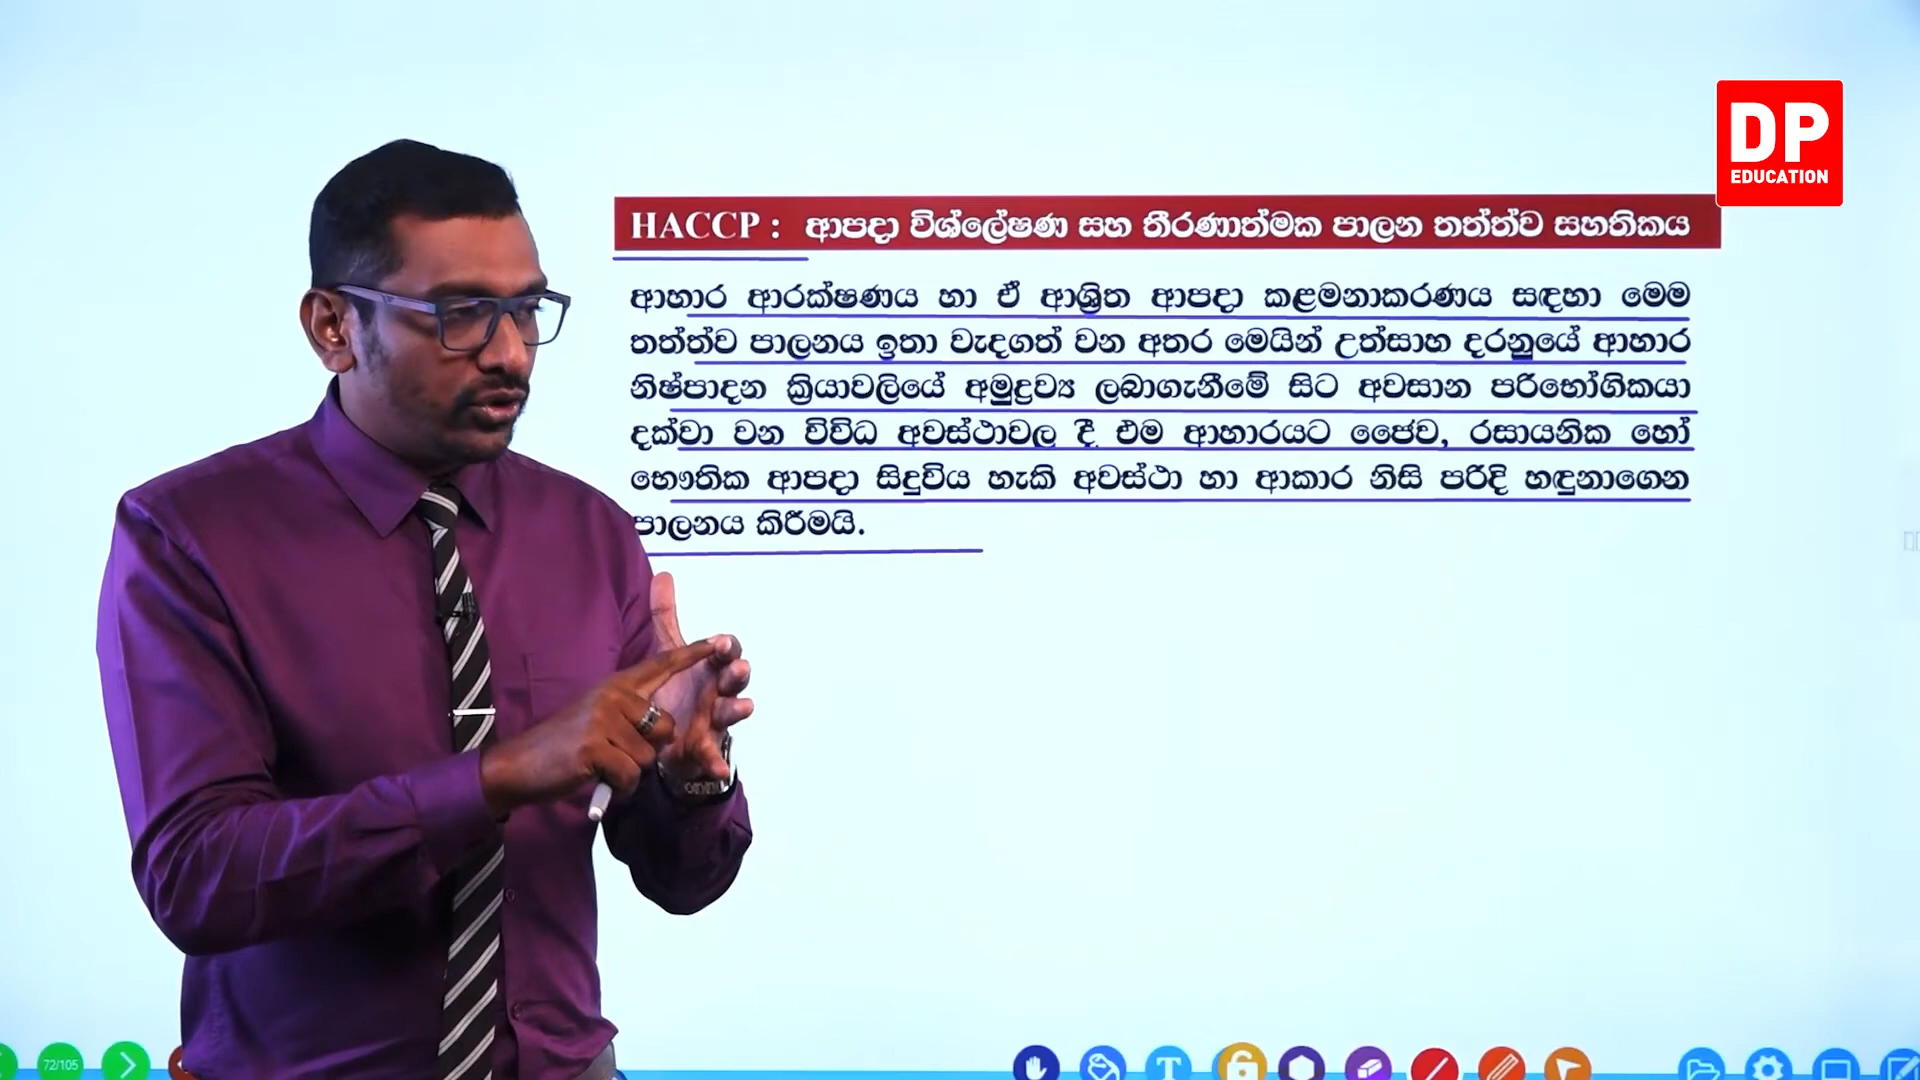 DP
EDUCATION
HACCP : ආපදා විශ්ලේෂණ සහ තීරණාත්මක පාලන තත්ත්ව සහතිකය
ආහාර ආරක්ෂණය හා ඒ ආශ්‍රිත ආපදා කළමනාකරණය සඳහා මෙම
තත්ත්ව පාලනය ඉතා වැදගත් වන අතර මෙයින් උත්සාහ දරනුයේ ආහාර
නිෂ්පාදන ක්‍රියාවලියේ අමුද්‍රව්‍ය ලබාගැනීමේ සිට අවසාන පරිභෝගිකයා
දක්වා වන විවිධ අවස්ථාවල දී එම ආහාරයට ජෛව, රසායනික හෝ
භෞතික ආපදා සිදුවිය හැකි අවස්ථා හා ආකාර නිසි පරිදි හඳුනාගෙන
පාලනය කිරීමයි.
72/105
T